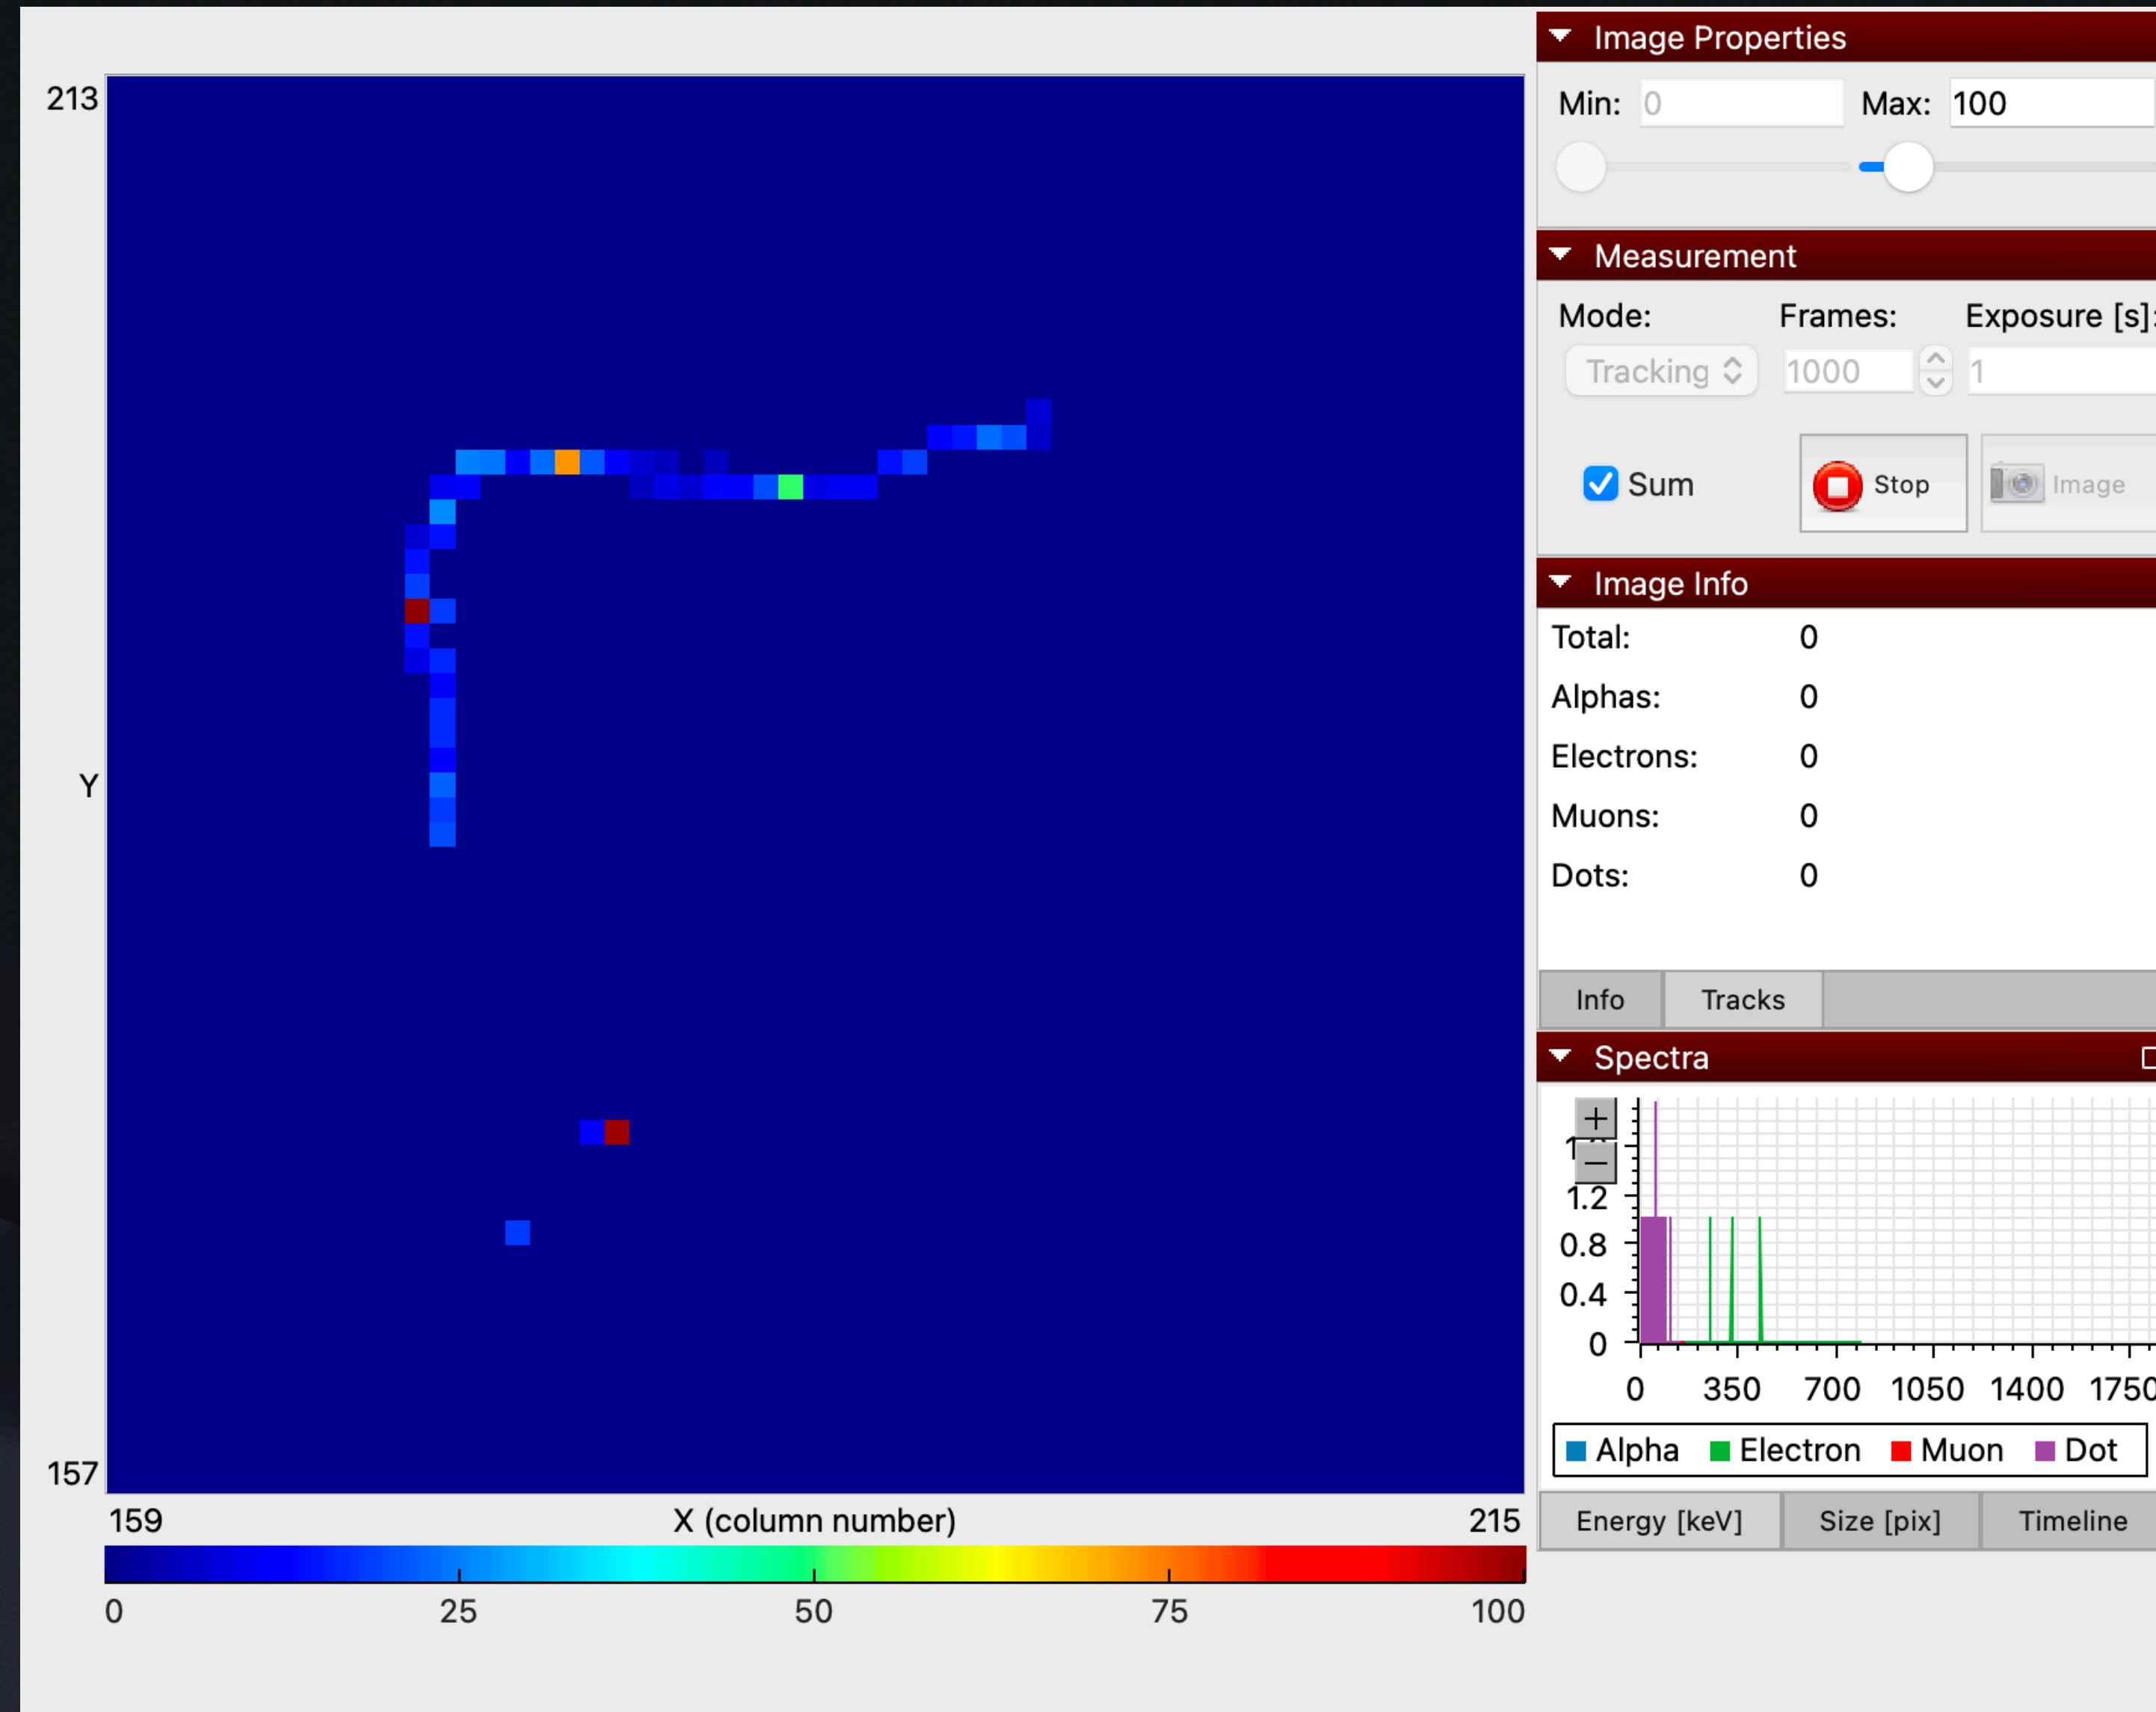 213
Y
157
159 X (column number) 215
0 25 50 75 100
Image Properties
Min: 0 Max: 100
Measurement
Mode: Frames: Exposure [s]:
Tracking 1000 1
Sum Stop Image
Image Info
Total: 0
Alphas: 0
Electrons: 0
Muons: 0
Dots: 0
Info Tracks
Spectra
+
−
1.2
0.8
0.4
0
0 350 700 1050 1400 1750
Alpha Electron Muon Dot
Energy [keV] Size [pix] Timeline